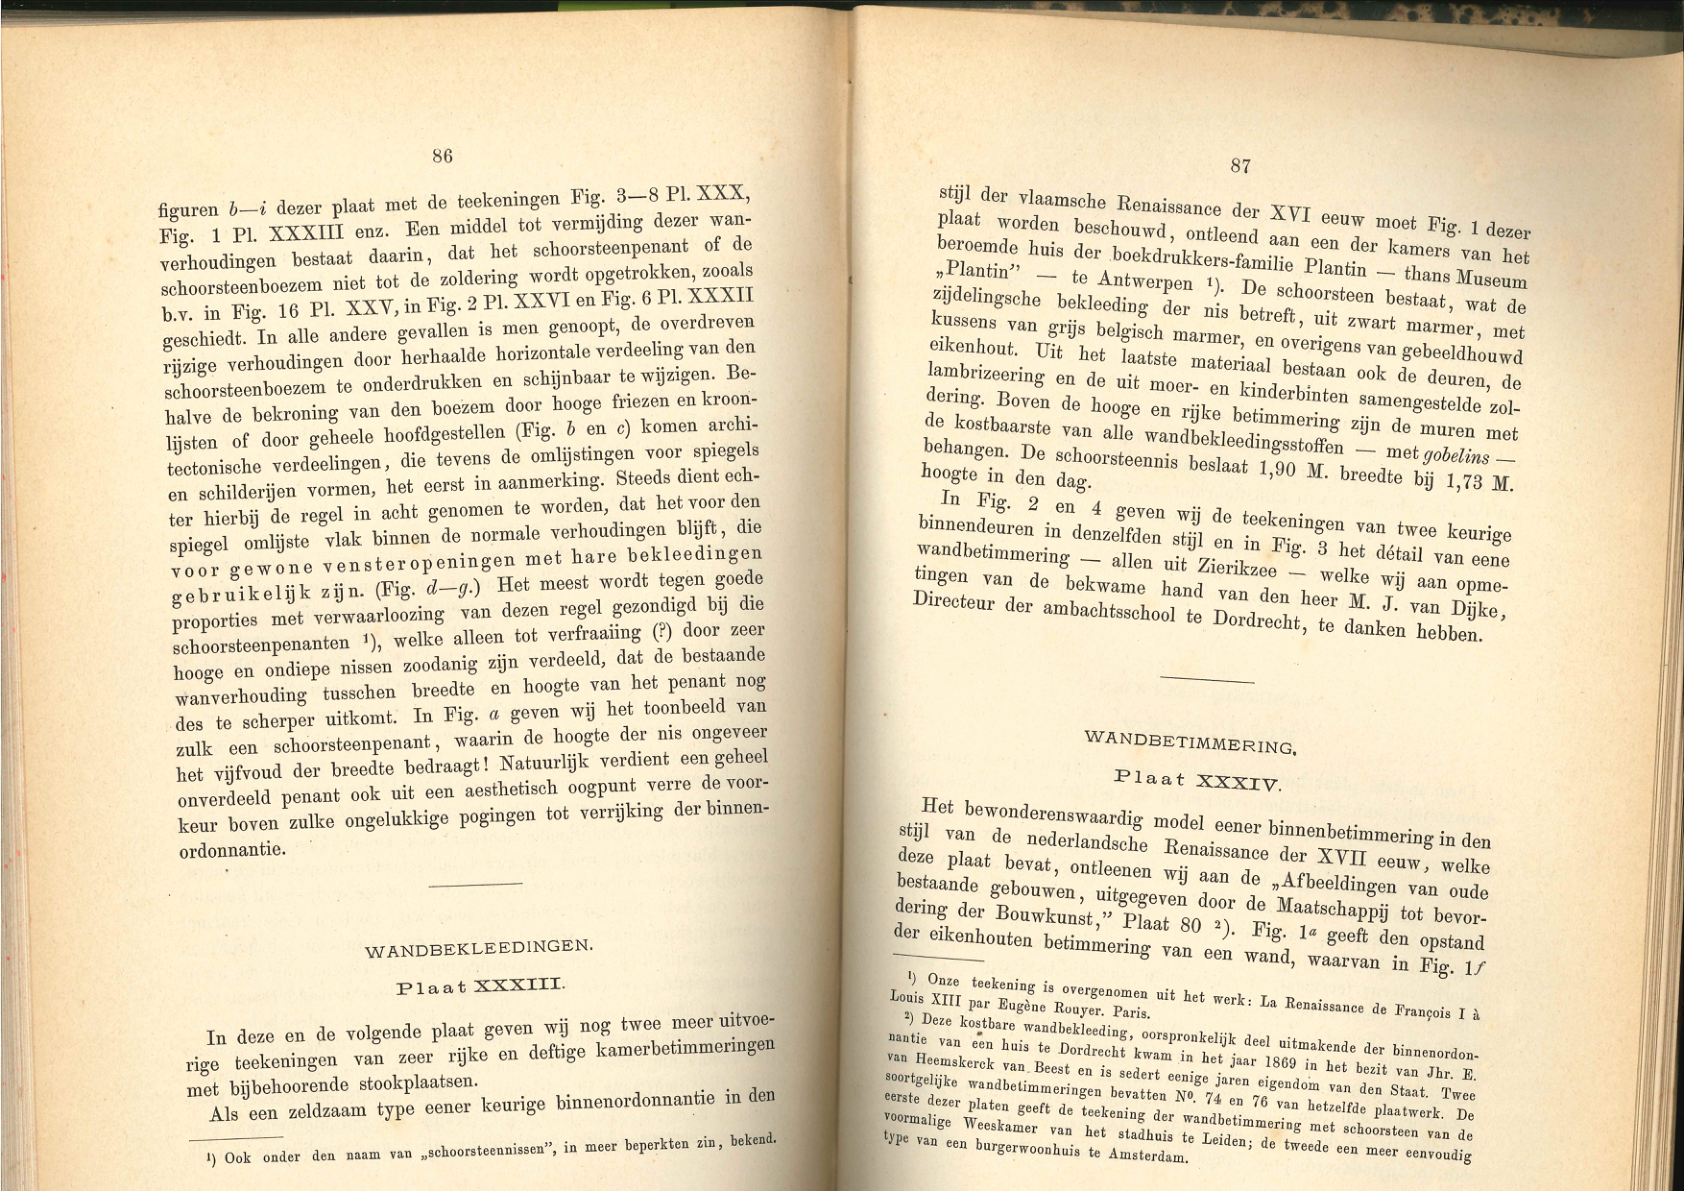 86
figuren b—i dezer plaat met de teekeningen Fig. 3—8 Pl. XXX,
Fig. 1 Pl. XXXIII enz. Een middel tot vermijding dezer wan-
verhoudingen bestaat daarin, dat het schoorsteenpenant of de
schoorsteenboezem niet tot de zoldering wordt opgetrokken, zooals
b.v. in Fig. 16 Pl. XXV, in Fig. 2 Pl. XXVI en Fig. 6 Pl. XXXII
geschiedt. In alle andere gevallen is men genoopt, de overdreven
rijzige verhoudingen door herhaalde horizontale verdeeling van den
schoorsteenboezem te onderdrukken en schijnbaar te wijzigen. Be-
halve de bekroning van den boezem door hooge friezen en kroon-
lijsten of door geheele hoofdgestellen (Fig. b en c) komen archi-
tectonische verdeelingen, die tevens de omlijstingen voor spiegels
en schilderijen vormen, het eerst in aanmerking. Steeds dient ech-
ter hierbij de regel in acht genomen te worden, dat het voor den
spiegel omlijste vlak binnen de normale verhoudingen blijft, die
voor gewone vensteropeningen met hare bekleedingen
gebruikelijk zijn. (Fig. d—g.) Het meest wordt tegen goede
proporties met verwaarloozing van dezen regel gezondigd bij die
schoorsteenpenanten ¹), welke alleen tot verfraaiing (?) door zeer
hooge en ondiepe nissen zoodanig zijn verdeeld, dat de bestaande
wanverhouding tusschen breedte en hoogte van het penant nog
des te scherper uitkomt. In Fig. a geven wij het toonbeeld van
zulk een schoorsteenpenant, waarin de hoogte der nis ongeveer
het vijfvoud der breedte bedraagt! Natuurlijk verdient een geheel
onverdeeld penant ook uit een aesthetisch oogpunt verre de voor-
keur boven zulke ongelukkige pogingen tot verrijking der binnen-
ordonnantie.
WANDBEKLEEDINGEN.
Plaat XXXIII.
In deze en de volgende plaat geven wij nog twee meer uitvoe-
rige teekeningen van zeer rijke en deftige kamerbetimmeringen
met bijbehoorende stookplaatsen.
Als een zeldzaam type eener keurige binnenordonnantie in den
¹) Ook onder den naam van „schoorsteennissen", in meer beperkten zin, bekend.
87
stijl der vlaamsche Renaissance der XVI eeuw moet Fig. 1 dezer
plaat worden beschouwd, ontleend aan een der kamers van het
beroemde huis der boekdrukkers-familie Plantin — thans Museum
„Plantin" — te Antwerpen ¹). De schoorsteen bestaat, wat de
zijdelingsche bekleeding der nis betreft, uit zwart marmer, met
kussens van grijs belgisch marmer, en overigens van gebeeldhouwd
eikenhout. Uit het laatste materiaal bestaan ook de deuren, de
lambrizeering en de uit moer- en kinderbinten samengestelde zol-
dering. Boven de hooge en rijke betimmering zijn de muren met
de kostbaarste van alle wandbekleedingsstoffen — met gobelins —
behangen. De schoorsteennis beslaat 1,90 M. breedte bij 1,73 M.
hoogte in den dag.
In Fig. 2 en 4 geven wij de teekeningen van twee keurige
binnendeuren in denzelfden stijl en in Fig. 3 het détail van eene
wandbetimmering — allen uit Zierikzee — welke wij aan opme-
tingen van de bekwame hand van den heer M. J. van Dijke,
Directeur der ambachtsschool te Dordrecht, te danken hebben.
WANDBETIMMERING.
Plaat XXXIV.
Het bewonderenswaardig model eener binnenbetimmering in den
stijl van de nederlandsche Renaissance der XVII eeuw, welke
deze plaat bevat, ontleenen wij aan de „Afbeeldingen van oude
bestaande gebouwen, uitgegeven door de Maatschappij tot bevor-
dering der Bouwkunst," Plaat 80 ²). Fig. 1a geeft den opstand
der eikenhouten betimmering van een wand, waarvan in Fig. 1f
¹) Onze teekening is overgenomen uit het werk: La Renaissance de François I à
Louis XIII par Eugène Rouyer. Paris.
²) Deze kostbare wandbekleeding, oorspronkelijk deel uitmakende der binnenordon-
nantie van een huis te Dordrecht kwam in het jaar 1869 in het bezit van Jhr. E.
van Heemskerck van Beest en is sedert eenige jaren eigendom van den Staat. Twee
soortgelijke wandbetimmeringen bevatten Nº. 74 en 76 van hetzelfde plaatwerk. De
eerste dezer platen geeft de teekening der wandbetimmering met schoorsteen van de
voormalige Weeskamer van het stadhuis te Leiden; de tweede een meer eenvoudig
type van een burgerwoonhuis te Amsterdam.